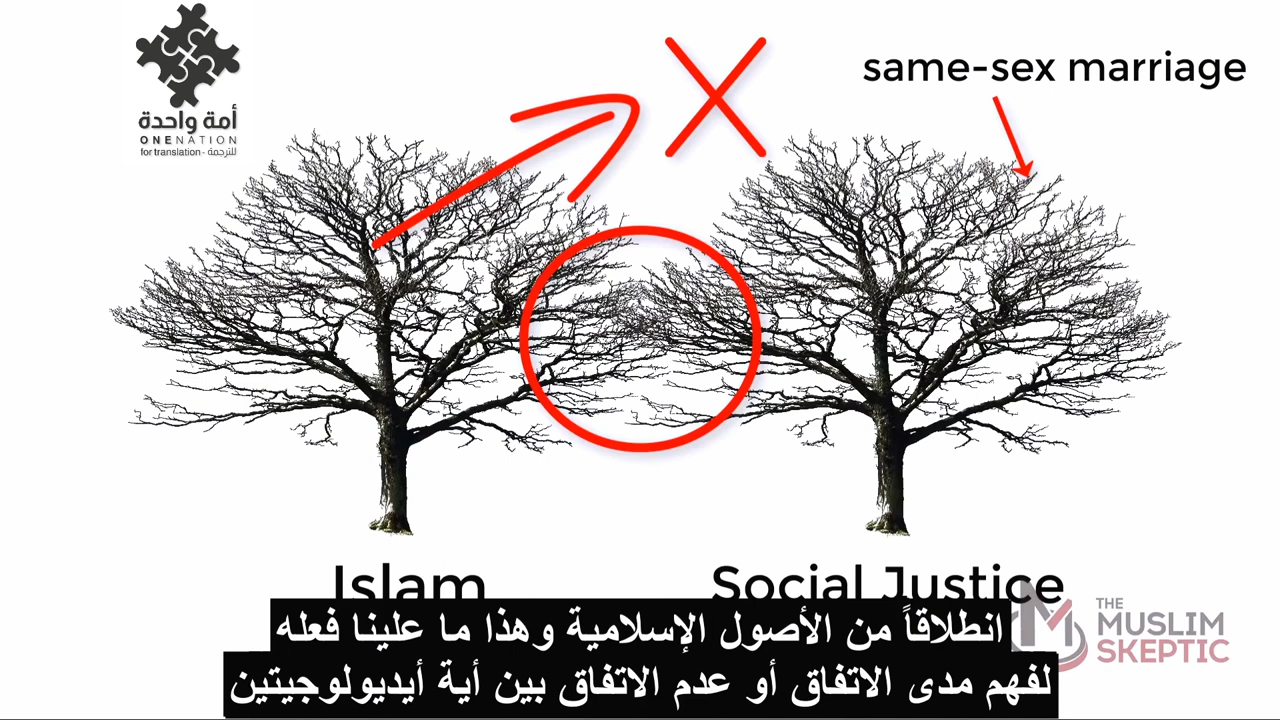 أمة واحدة
ONENATION
for translation - للترجمة
same-sex marriage
Islam
Social Justice
THE
MUSLIM
SKEPTIC
انطلاقاً من الأصول الإسلامية وهذا ما علينا فعله
لفهم مدى الاتفاق أو عدم الاتفاق بين أية أيديولوجيتين